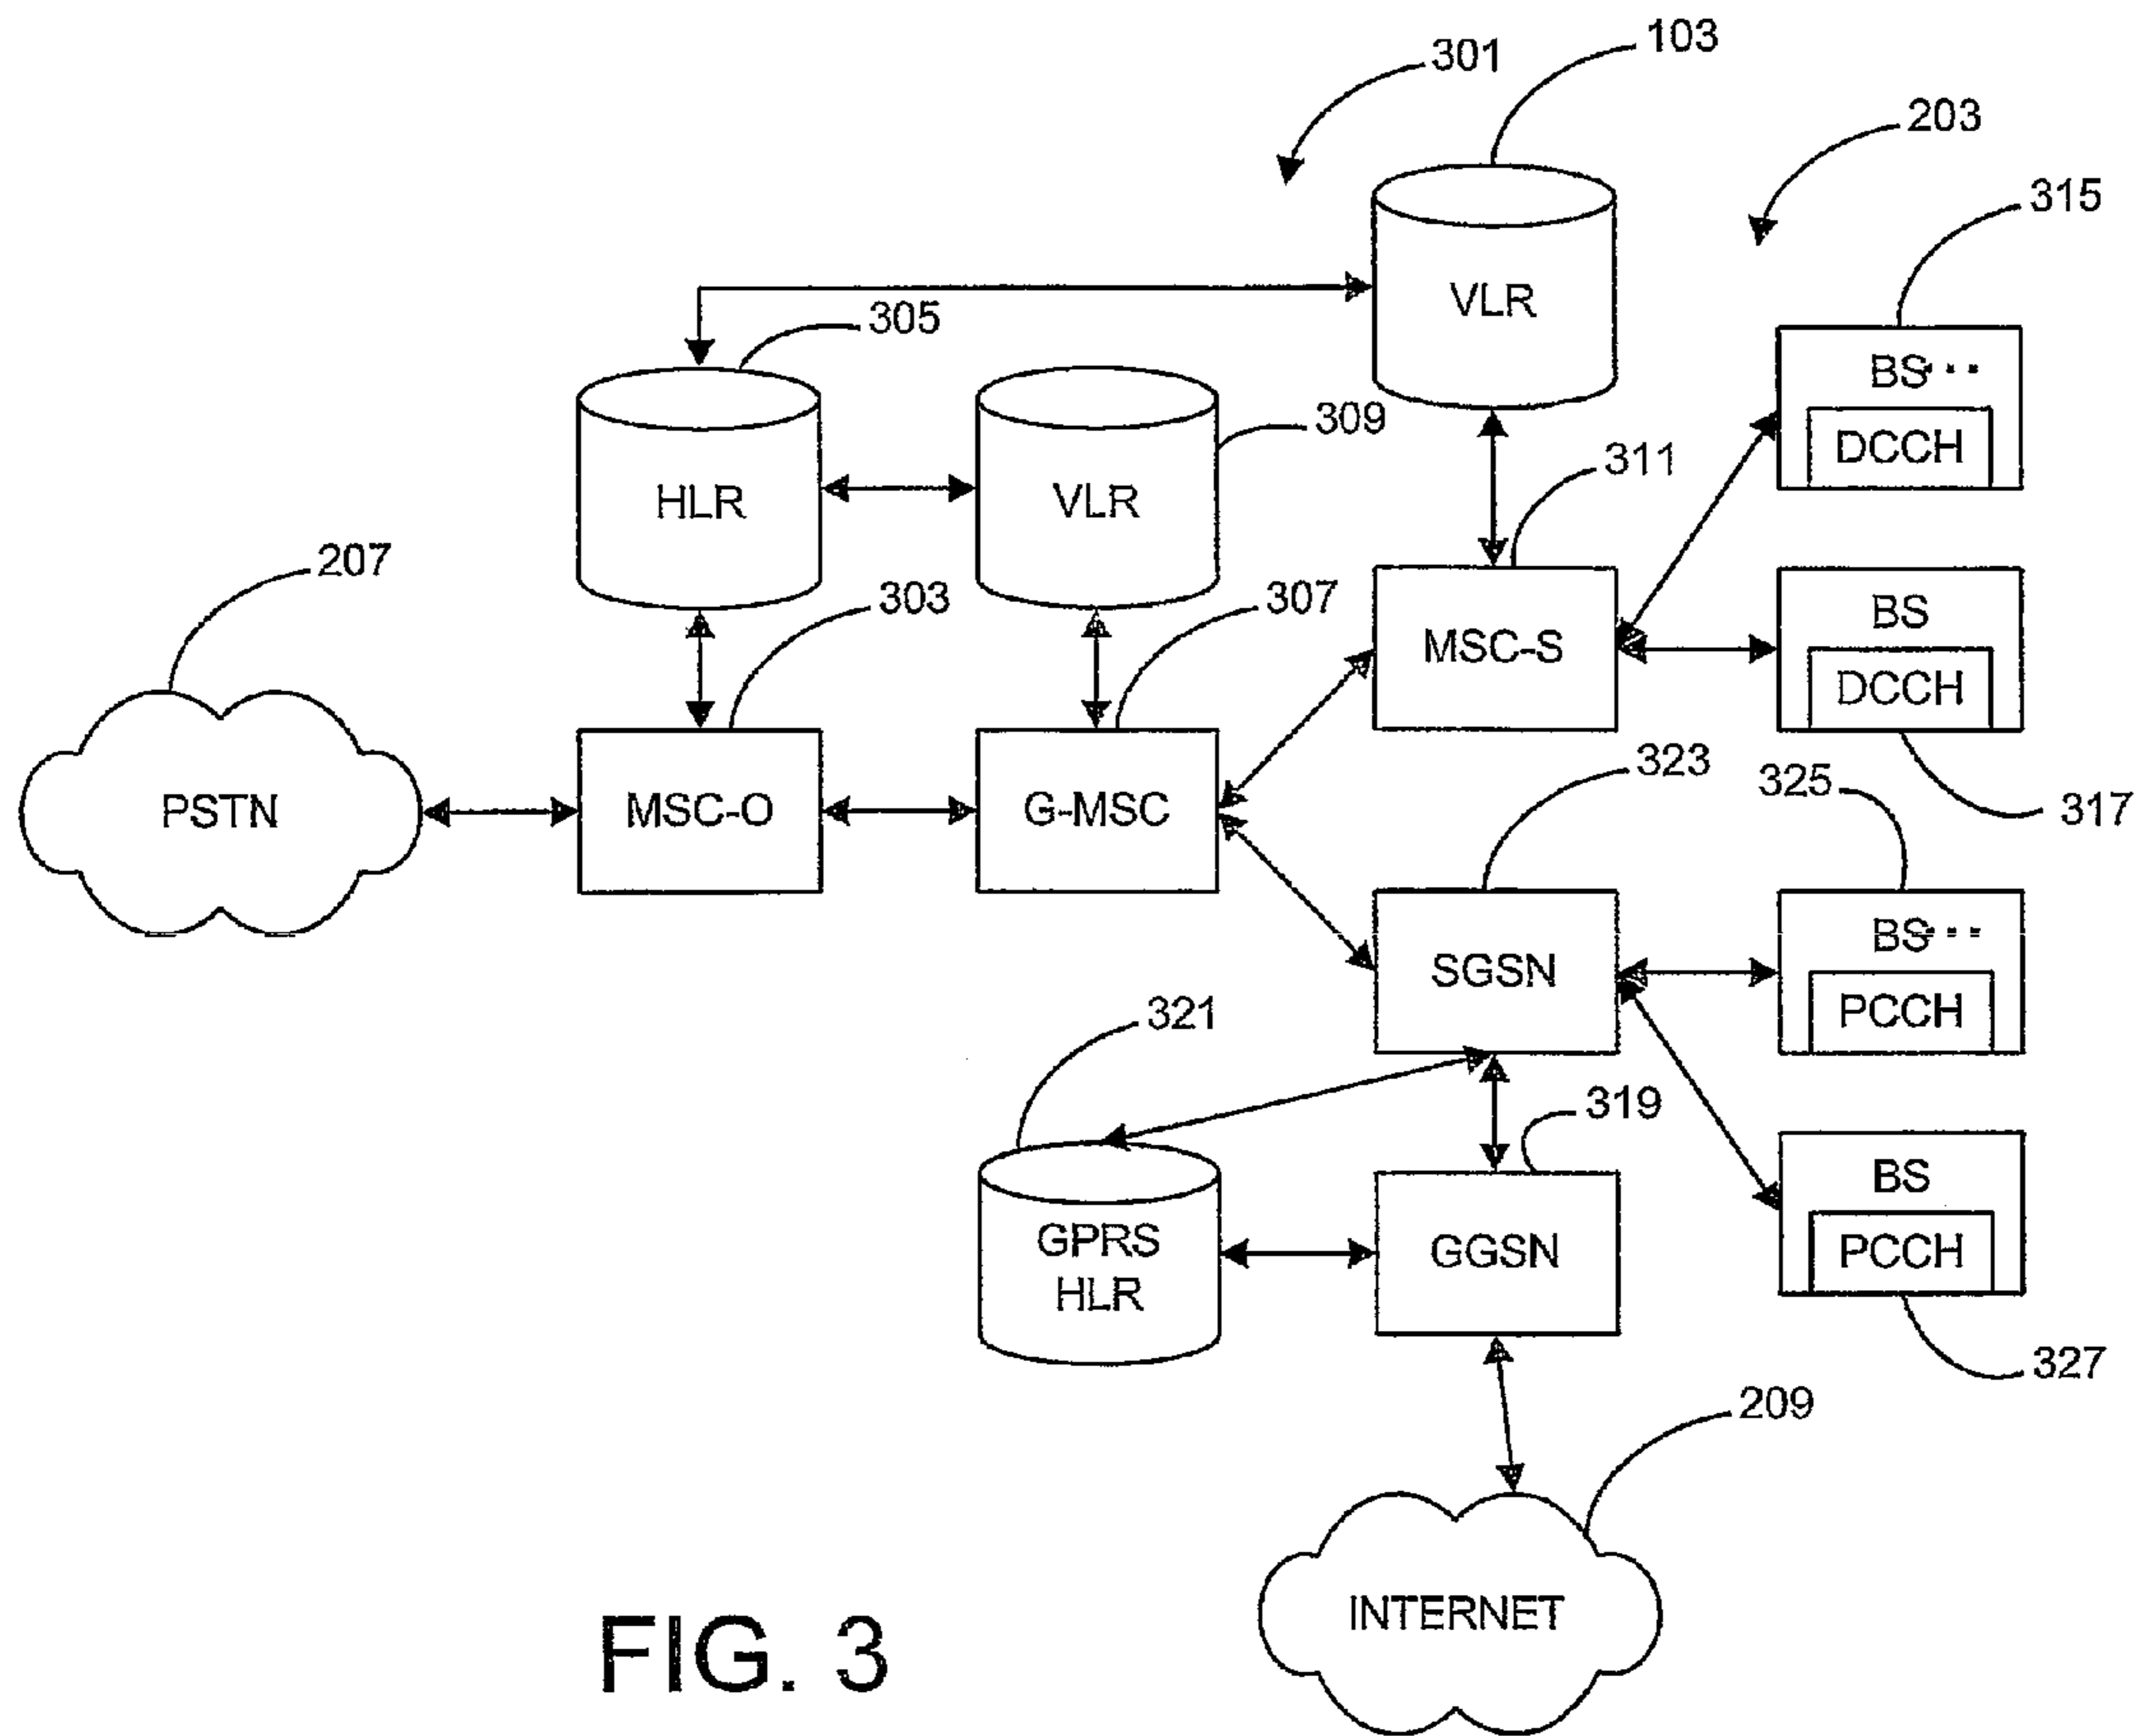 103
301
203
315
VLR
305
BS...
DCCH
309
311
HLR
VLR
207
303
307
MSC-S
BS
DCCH
323
325
317
PSTN
MSC-O
G-MSC
BS...
PCCH
SGSN
321
319
BS
PCCH
GPRS
HLR
GGSN
327
209
INTERNET
FIG. 3